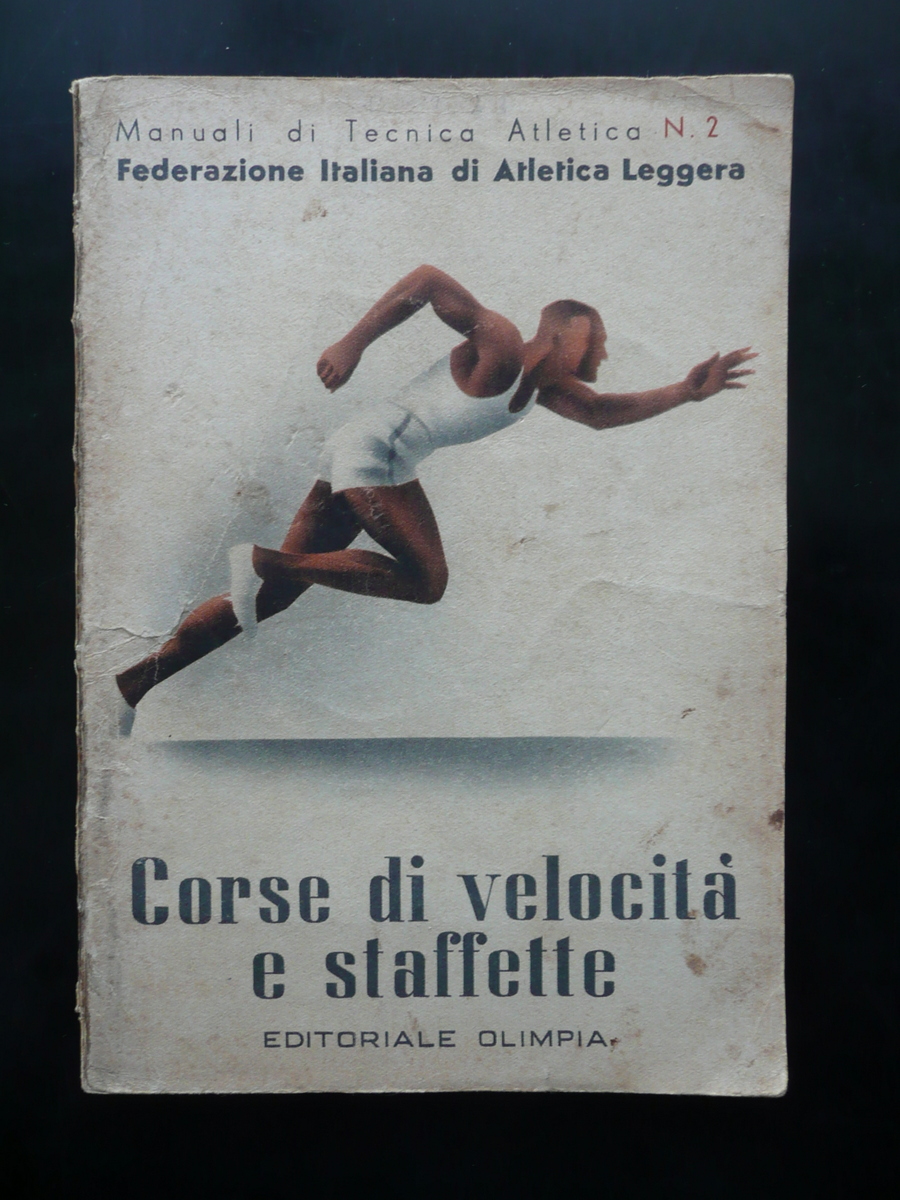 Manuali di Tecnica Atletica N. 2
Federazione Italiana di Atletica Leggera
Corse di velocità
e staffette
EDITORIALE OLIMPIA